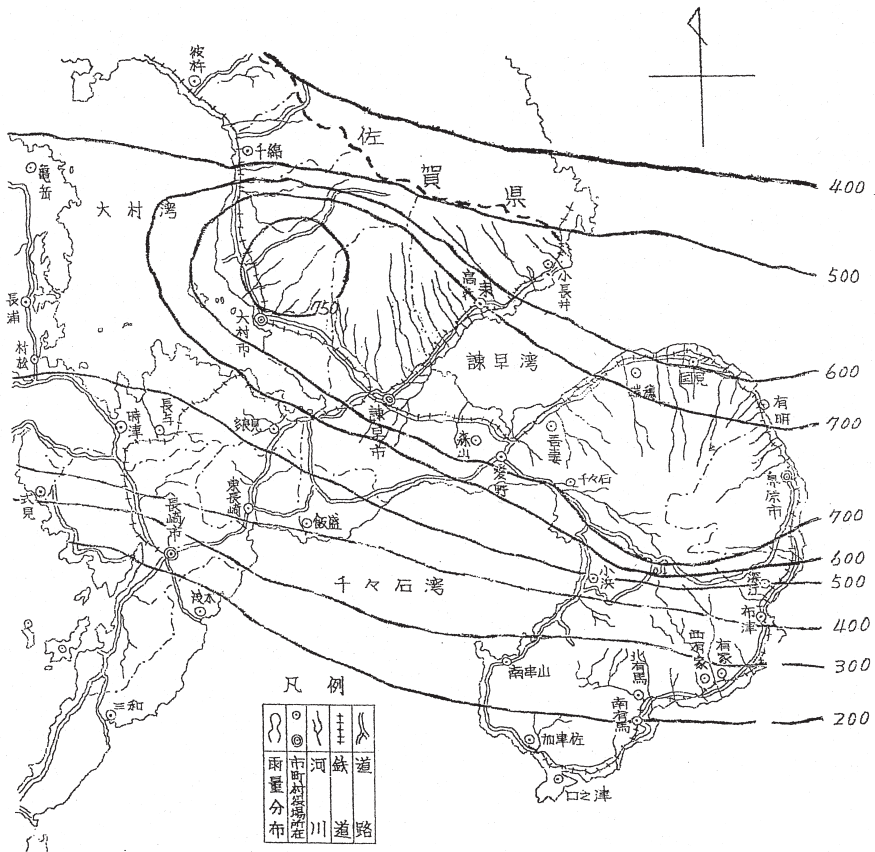 彼杵
千綿
佐賀県
400
亀岳
大村湾
500
小長井
高来
長浦
750
大村市
村松
諫早湾
600
瑞穂
国見
有明
700
時津
長与
多良見
諫早市
森山
吾妻
愛野
千々石
島原市
式見
東長崎
飯盛
長崎市
700
600
500
小浜
深江
千々石湾
茂木
400
布津
西有家
有家
300
北有馬
南串山
凡例
三和
南有馬
200
加津佐
口之津
雨量分布
市町村役場所在
河川
鉄道
道路